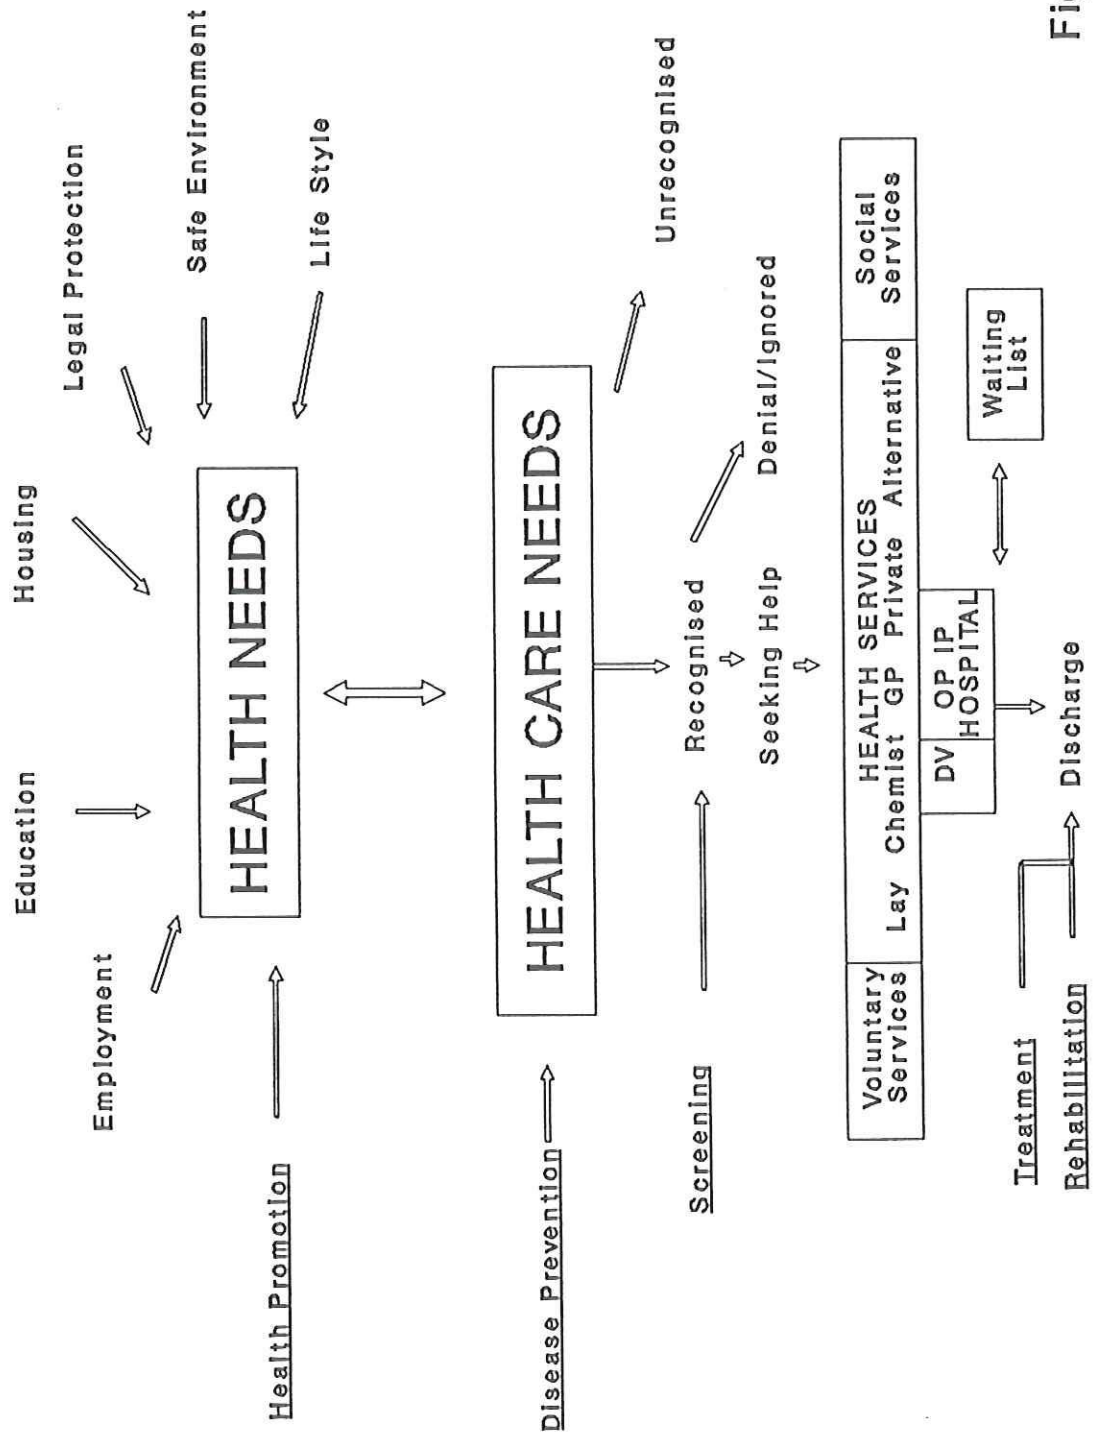 Housing
Education
Legal Protection
Employment
Safe Environment
Life Style
HEALTH NEEDS
Health Promotion
HEALTH CARE NEEDS
Disease Prevention
Unrecognised
Screening
Recognised
Denial/Ignored
Seeking Help
Voluntary
Services
HEALTH SERVICES
Lay Chemist GP Private Alternative
Social
Services
DV
OP IP
HOSPITAL
Waiting
List
Treatment
Rehabilitation
Discharge